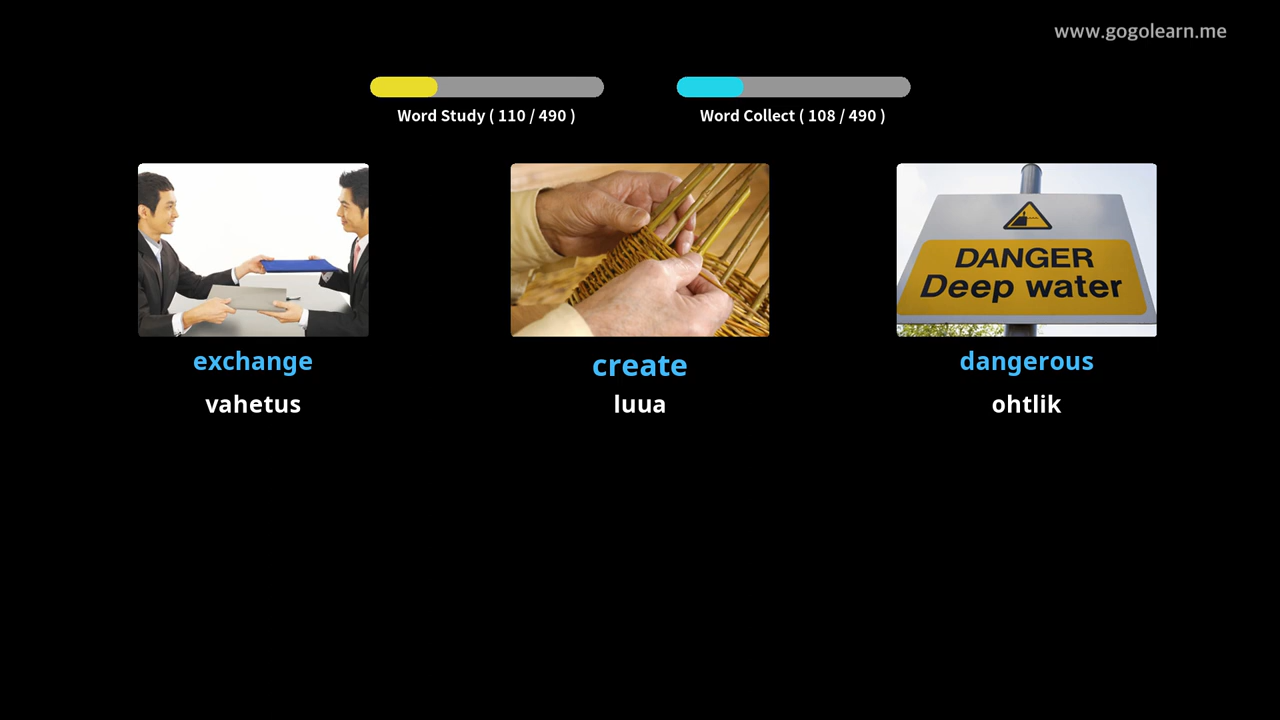 www.gogolearn.me
Word Study ( 110 / 490 )
Word Collect ( 108 / 490 )
DANGER
Deep water
exchange
create
dangerous
vahetus
luua
ohtlik